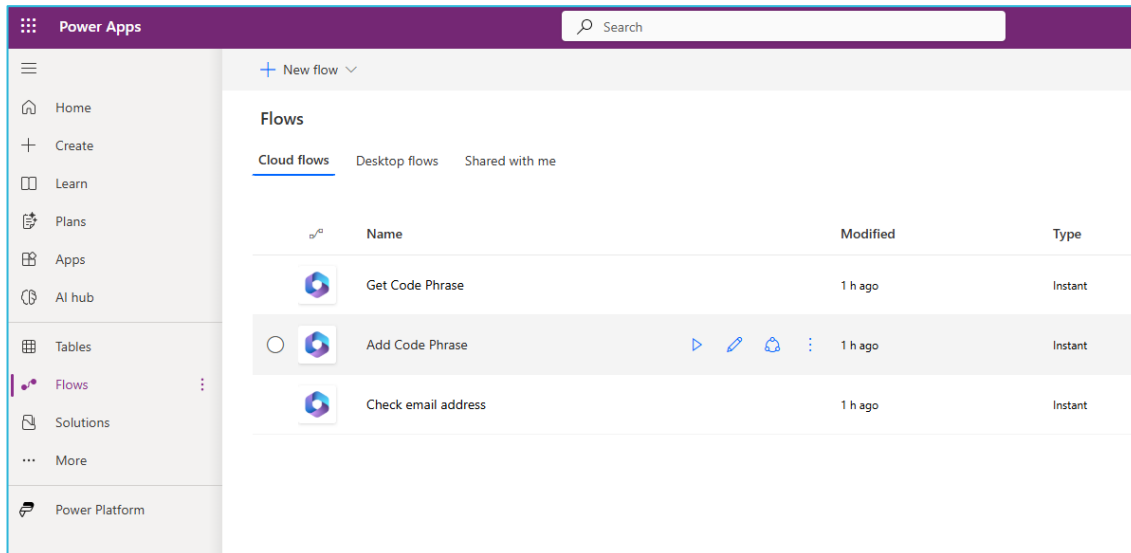 Power Apps
Search
New flow
Home
Create
Learn
Plans
Apps
AI hub
Tables
Flows
Solutions
More
Power Platform
Flows
Cloud flows Desktop flows Shared with me
Name Modified Type
Get Code Phrase 1 h ago Instant
Add Code Phrase 1 h ago Instant
Check email address 1 h ago Instant